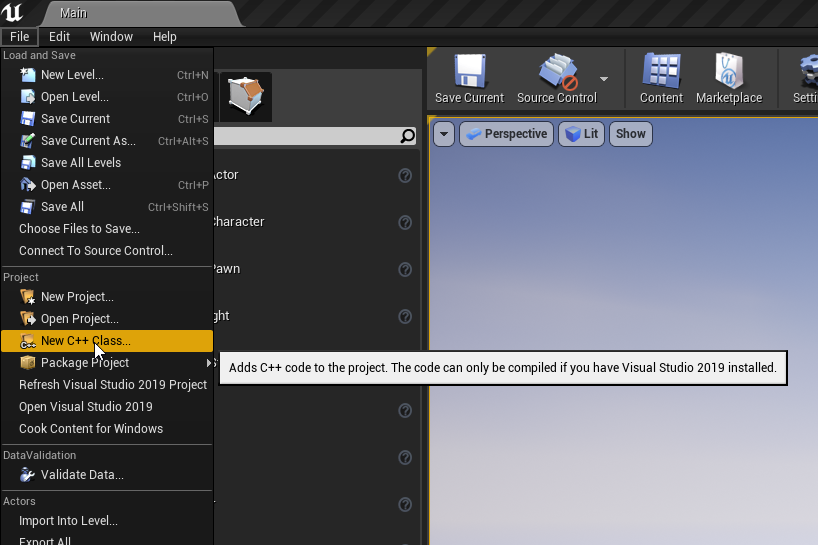 Main
File Edit Window Help
Load and Save
New Level... Ctrl+N
Open Level... Ctrl+O
Save Current Ctrl+S
Save Current As... Ctrl+Alt+S
Save All Levels
Open Asset... Ctrl+P
Save All Ctrl+Shift+S
Choose Files to Save...
Connect To Source Control...
Project
New Project...
Open Project...
New C++ Class...
Package Project
Refresh Visual Studio 2019 Project
Open Visual Studio 2019
Cook Content for Windows
DataValidation
Validate Data...
Actors
Import Into Level...
Export All
Actor
Character
Pawn
ght
Adds C++ code to the project. The code can only be compiled if you have Visual Studio 2019 installed.
Save Current Source Control Content Marketplace Setti
Perspective Lit Show